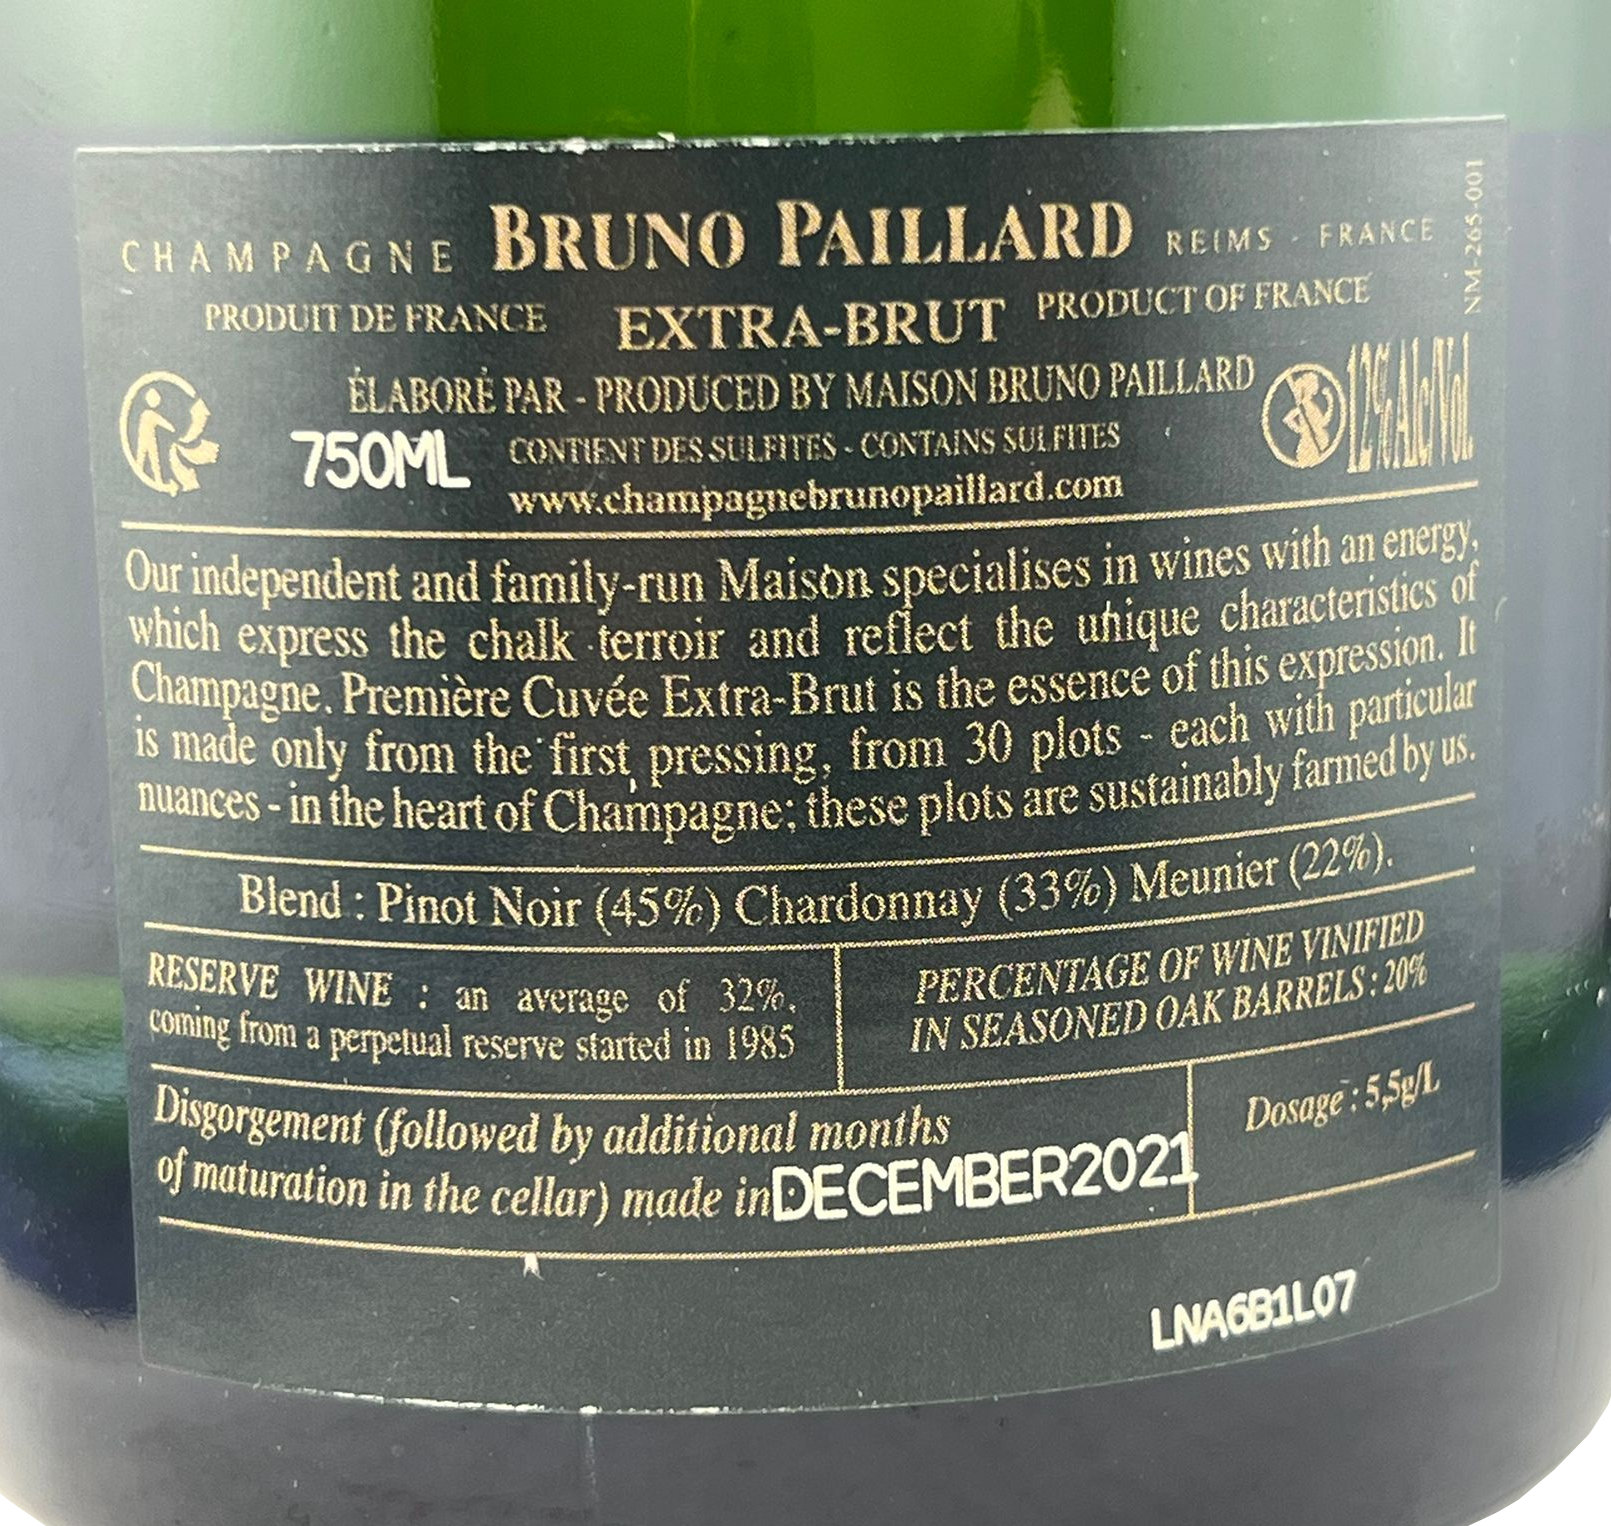 CHAMPAGNE BRUNO PAILLARD REIMS - FRANCE
NM-265-001
PRODUIT DE FRANCE EXTRA-BRUT PRODUCT OF FRANCE
ÉLABORÉ PAR - PRODUCED BY MAISON BRUNO PAILLARD
12%Alc/Vol.
750ML CONTIENT DES SULFITES - CONTAINS SULFITES
www.champagnebrunopaillard.com
Our independent and family-run Maison specialises in wines with an energy,
which express the chalk terroir and reflect the unique characteristics of
Champagne. Première Cuvée Extra-Brut is the essence of this expression. It
is made only from the first pressing, from 30 plots - each with particular
nuances - in the heart of Champagne; these plots are sustainably farmed by us.
Blend : Pinot Noir (45%) Chardonnay (33%) Meunier (22%).
RESERVE WINE : an average of 32%,
coming from a perpetual reserve started in 1985
PERCENTAGE OF WINE VINIFIED
IN SEASONED OAK BARRELS : 20%
Disgorgement (followed by additional months
of maturation in the cellar) made in DECEMBER2021
Dosage : 5,5g/L
LNA6B1L07